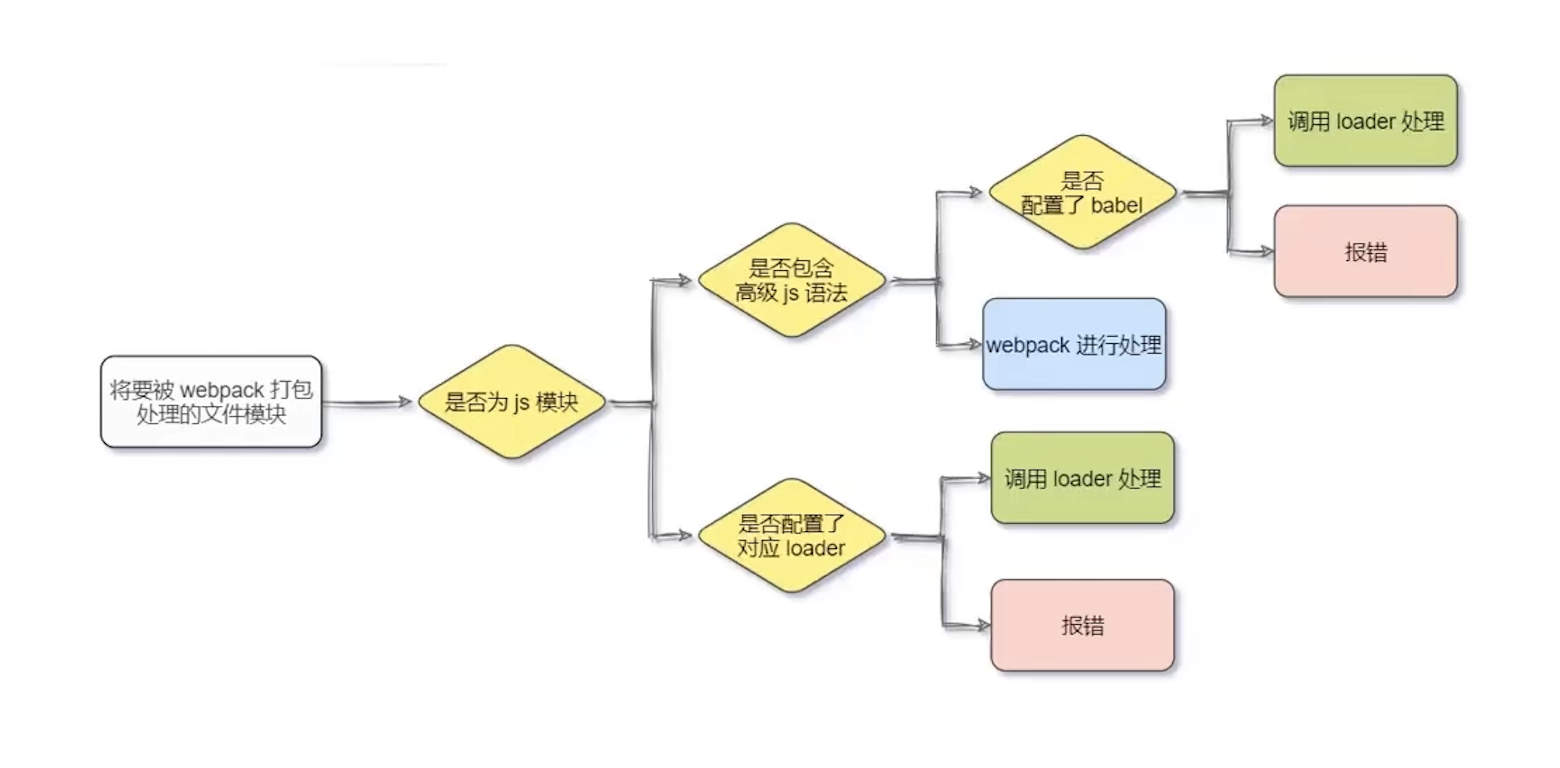 将要被 webpack 打包
处理的文件模块
是否为 js 模块
是否包含
高级 js 语法
是否
配置了 babel
调用 loader 处理
报错
webpack 进行处理
是否配置了
对应 loader
调用 loader 处理
报错